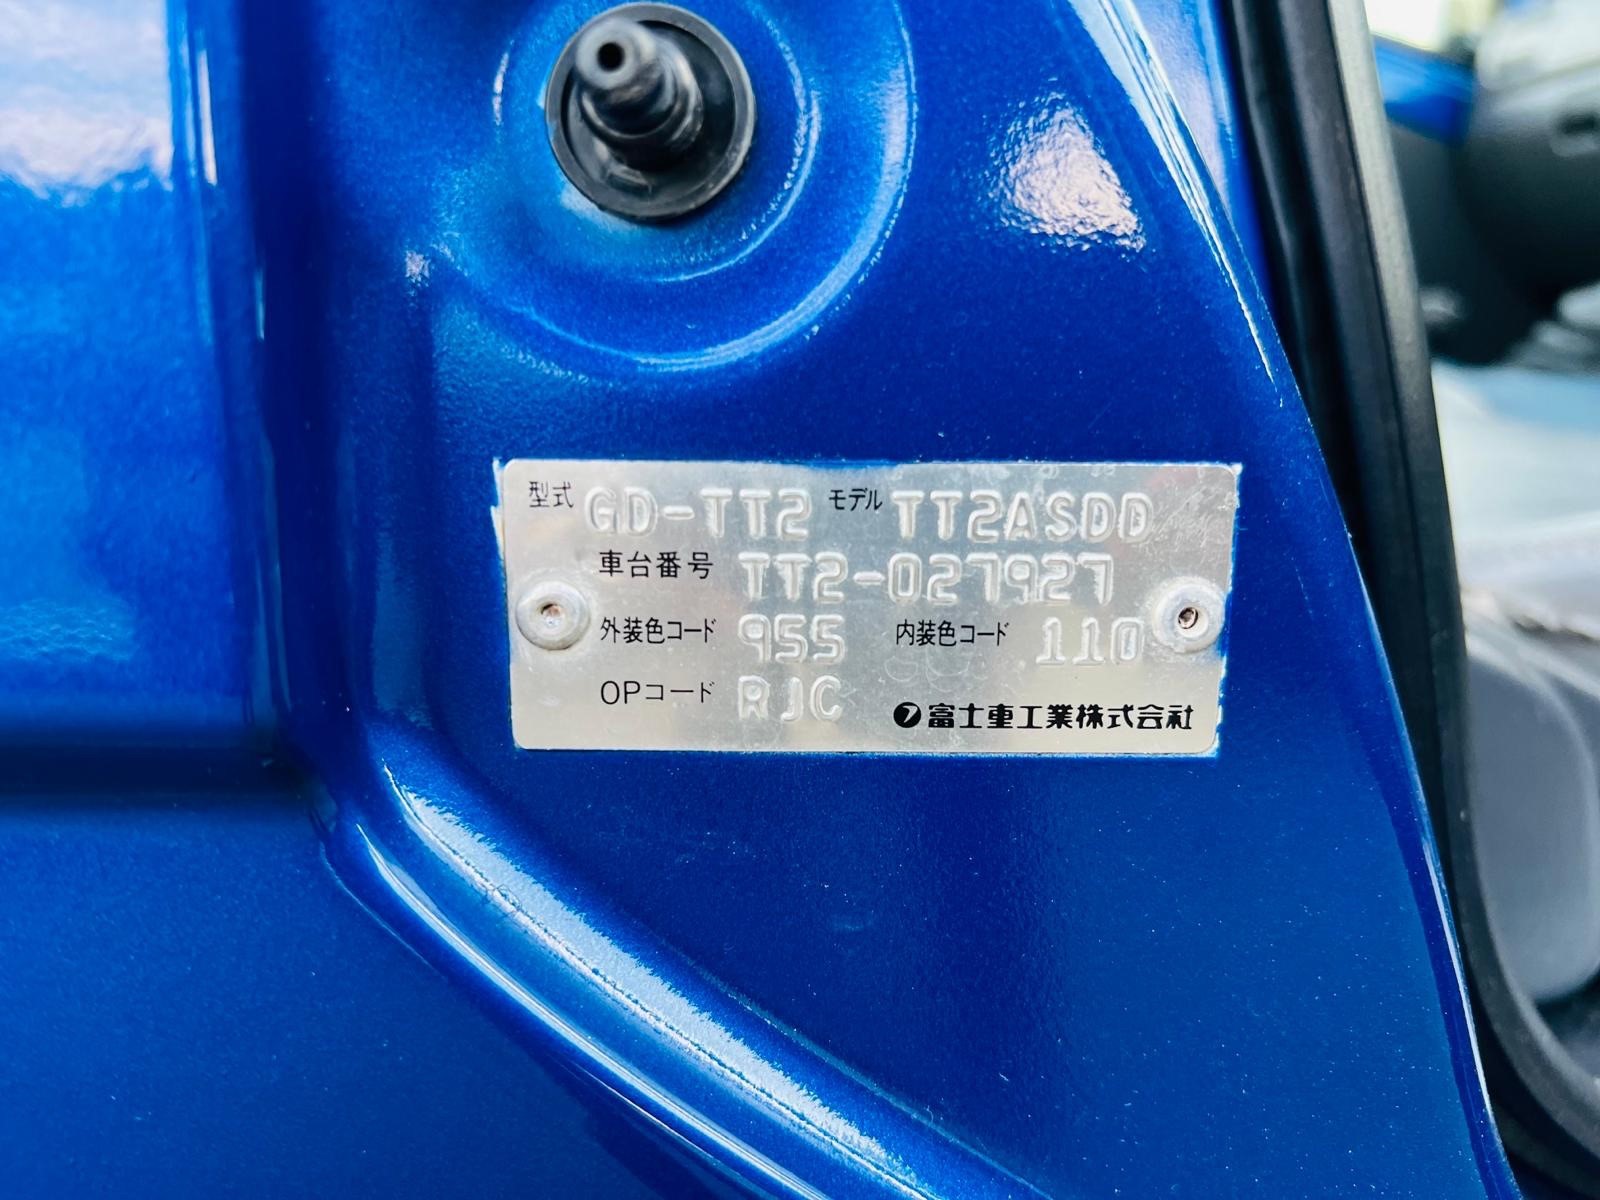 型式 GD-TT2 モデル TT2ASDD
車台番号 TT2-027927
外装色コード 955 内装色コード 110
OPコード RJC 富士重工業株式会社